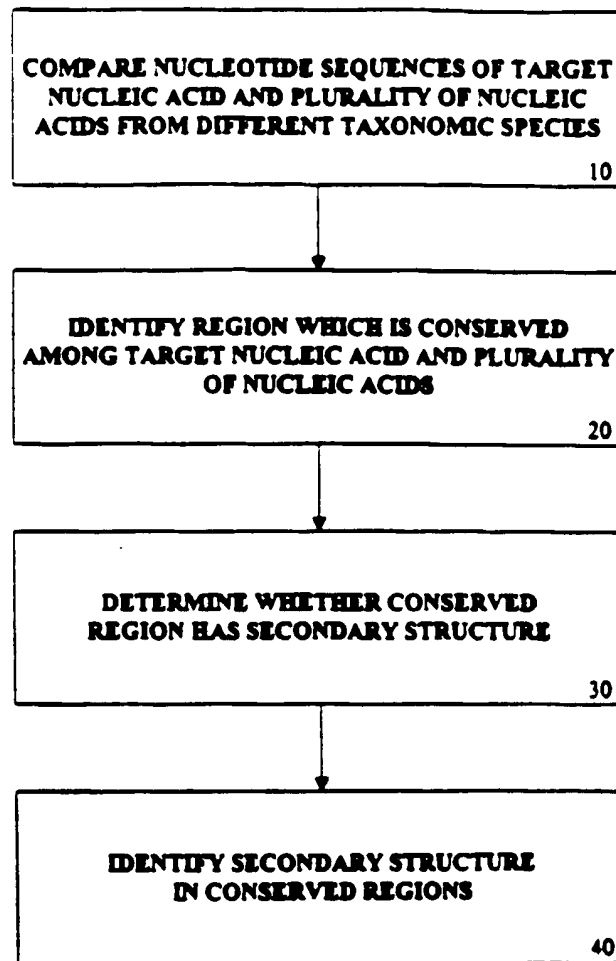 COMPARE NUCLEOTIDE SEQUENCES OF TARGET
NUCLEIC ACID AND PLURALITY OF NUCLEIC
ACIDS FROM DIFFERENT TAXONOMIC SPECIES
10
IDENTIFY REGION WHICH IS CONSERVED
AMONG TARGET NUCLEIC ACID AND PLURALITY
OF NUCLEIC ACIDS
20
DETERMINE WHETHER CONSERVED
REGION HAS SECONDARY STRUCTURE
30
IDENTIFY SECONDARY STRUCTURE
IN CONSERVED REGIONS
40